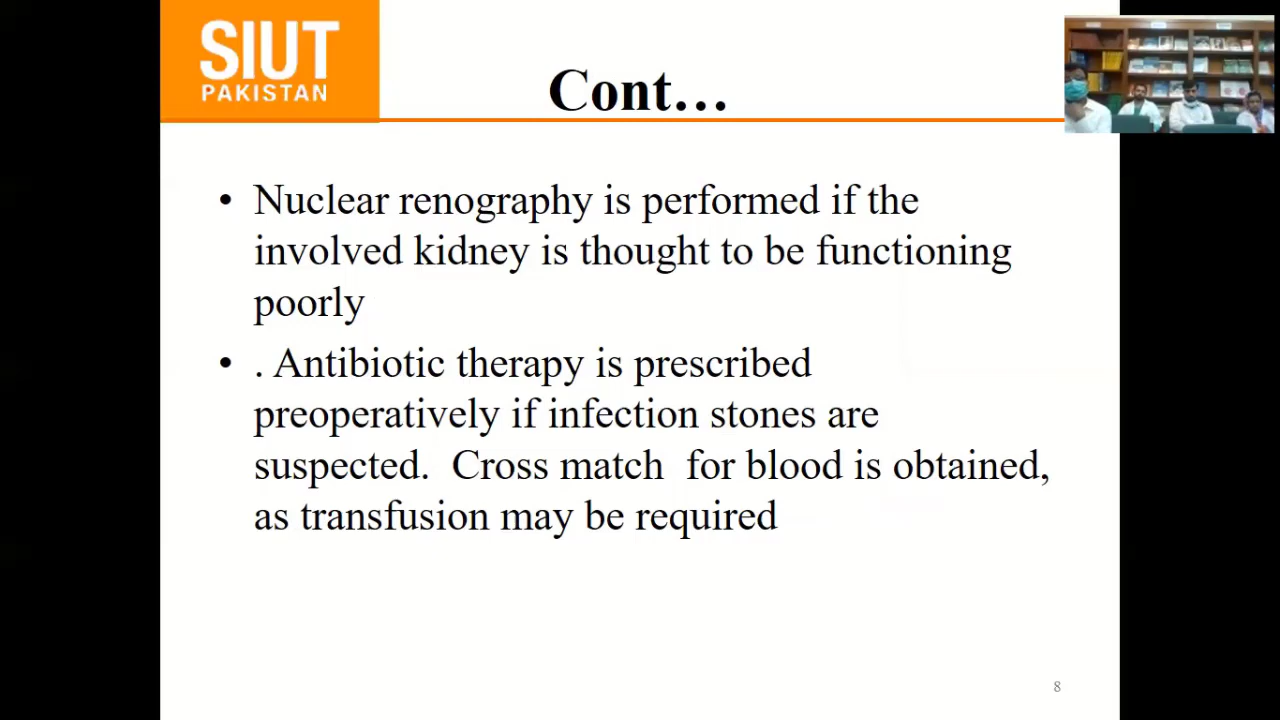 SIUT
PAKISTAN
Cont…
• Nuclear renography is performed if the
involved kidney is thought to be functioning
poorly
• . Antibiotic therapy is prescribed
preoperatively if infection stones are
suspected.  Cross match  for blood is obtained,
as transfusion may be required
8